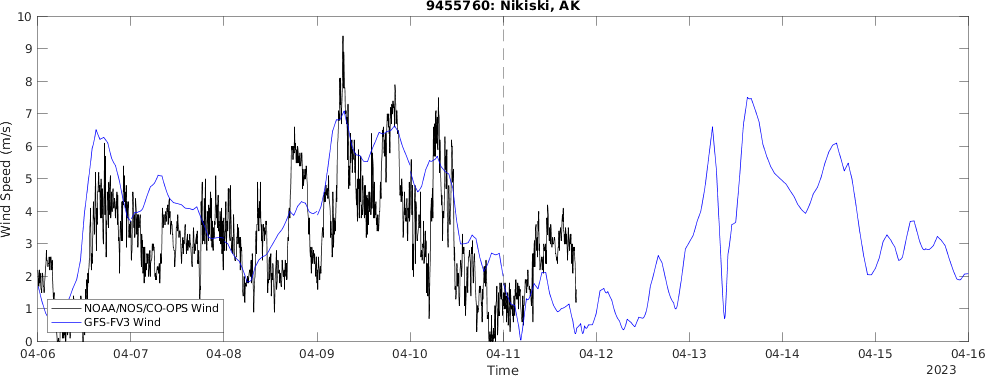 9455760: Nikiski, AK
Wind Speed (m/s)
10
9
8
7
6
5
4
3
2
1
0
NOAA/NOS/CO-OPS Wind
GFS-FV3 Wind
04-06 04-07 04-08 04-09 04-10 04-11 04-12 04-13 04-14 04-15 04-16
Time
2023